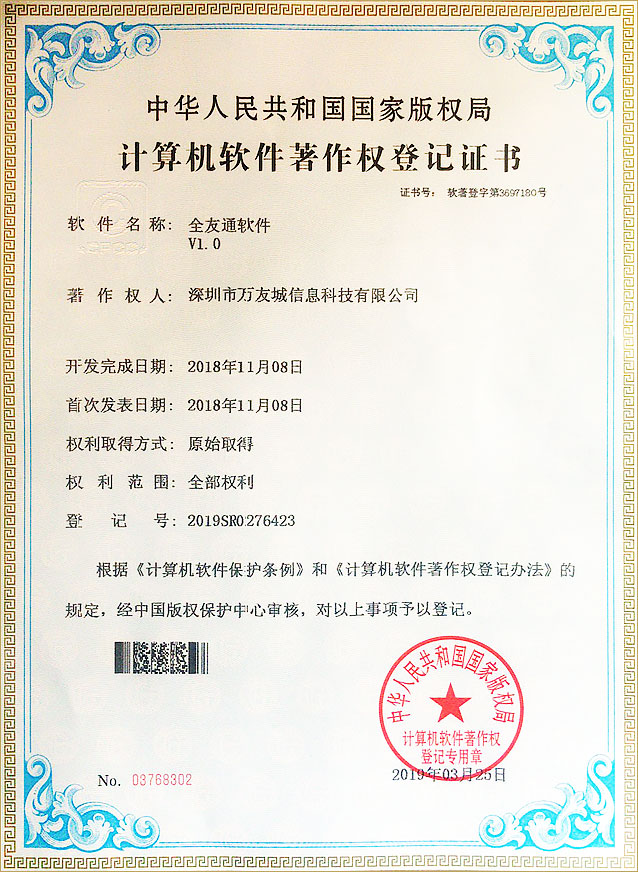 中华人民共和国国家版权局
计算机软件著作权登记证书
证书号： 软著登字第3697180号
软件名称： 全友通软件
V1.0
著作权人： 深圳市万友城信息科技有限公司
开发完成日期： 2018年11月08日
首次发表日期： 2018年11月08日
权利取得方式： 原始取得
权利范围： 全部权利
登记号： 2019SR0276423
根据《计算机软件保护条例》和《计算机软件著作权登记办法》的
规定，经中国版权保护中心审核，对以上事项予以登记。
中华人民共和国国家版权局
计算机软件著作权
登记专用章
2019年03月25日
No. 03768302